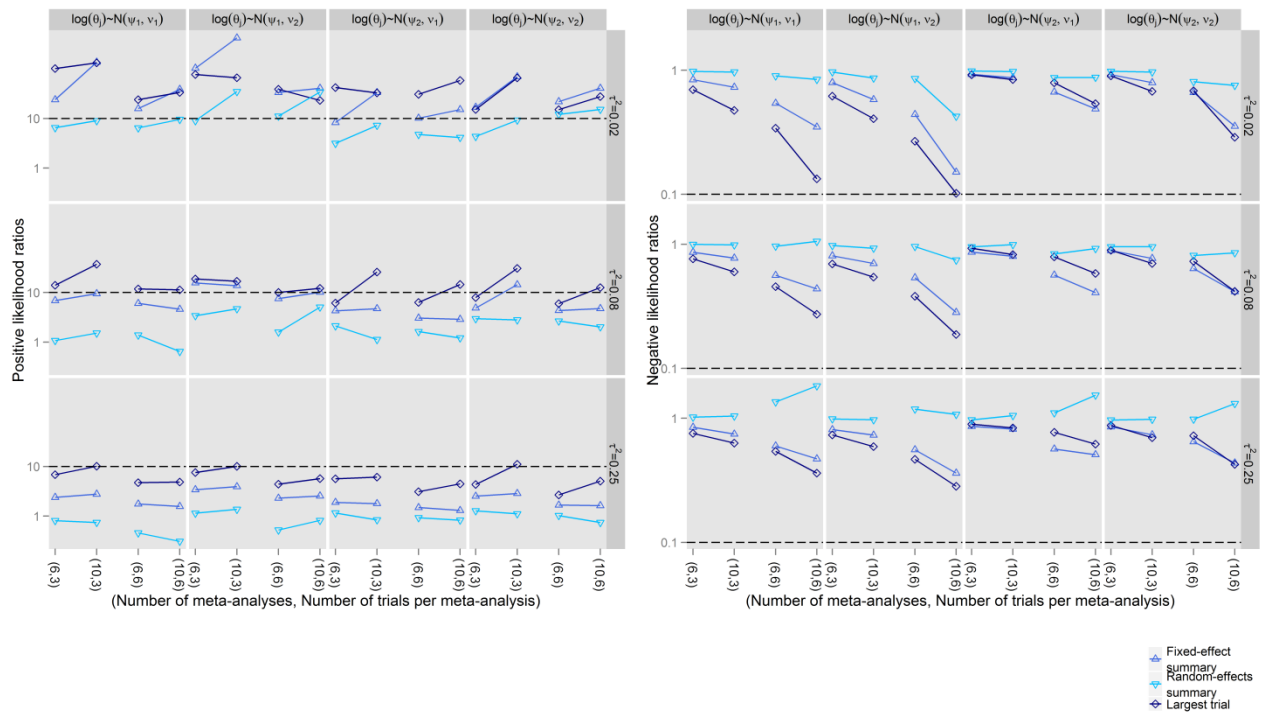 log(θj)~N(ψ1, ν1) log(θj)~N(ψ1, ν2) log(θj)~N(ψ2, ν1) log(θj)~N(ψ2, ν2)
10
1
τ²=0.02
10
1
τ²=0.08
10
1
τ²=0.25
Positive likelihood ratios
(6,3) (10,3) (6,6) (10,6) (6,3) (10,3) (6,6) (10,6) (6,3) (10,3) (6,6) (10,6) (6,3) (10,3) (6,6) (10,6)
(Number of meta-analyses, Number of trials per meta-analysis)
log(θj)~N(ψ1, ν1) log(θj)~N(ψ1, ν2) log(θj)~N(ψ2, ν1) log(θj)~N(ψ2, ν2)
1
0.1
τ²=0.02
1
0.1
τ²=0.08
1
0.1
τ²=0.25
Negative likelihood ratios
(6,3) (10,3) (6,6) (10,6) (6,3) (10,3) (6,6) (10,6) (6,3) (10,3) (6,6) (10,6) (6,3) (10,3) (6,6) (10,6)
(Number of meta-analyses, Number of trials per meta-analysis)
Fixed-effect
summary
Random-effects
summary
Largest trial